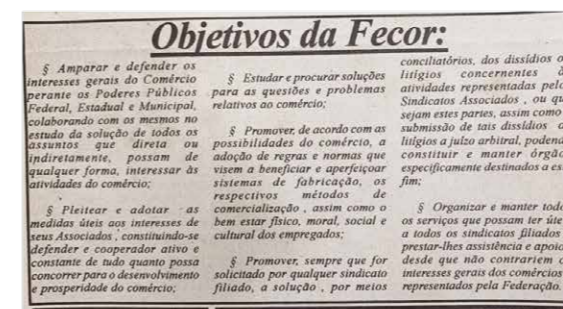 Objetivos da Fecor:
§ Amparar e defender os
interesses gerais do Comércio
perante os Poderes Públicos
Federal, Estadual e Municipal,
colaborando com os mesmos no
estudo da solução de todos os
assuntos que direta ou
indiretamente, possam de
qualquer forma, interessar às
atividades do comércio;
§ Pleitear e adotar as
medidas úteis aos interesses de
seus Associados , constituindo-se
defender e cooperador ativo e
constante de tudo quanto possa
concorrer para o desenvolvimento
e prosperidade do comércio;
§ Estudar e procurar soluções
para as questões e problemas
relativos ao comércio;
§ Promover, de acordo com as
possibilidades do comércio, a
adoção de regras e normas que
visem a beneficiar e aperfeiçoar
sistemas de fabricação, os
respectivos métodos de
comercialização , assim como o
bem estar físico, moral, social e
cultural dos empregados;
§ Promover, sempre que for
solicitado por qualquer sindicato
filiado, a solução , por meios
conciliatórios, dos dissídios o
litígios concernentes
atividades representadas pelo
Sindicatos Associados , ou qu
sejam estes partes, assim como
submissão de tais dissídios
litígios a juízo arbitral, podend
constituir e manter órgão
especificamente destinados a es
fim;
§ Organizar e manter todo
os serviços que possam ter úte
a todos os sindicatos filiados
prestar-lhes assistência e apoio
desde que não contrariem
interesses gerais dos comércios
representados pela Federação.